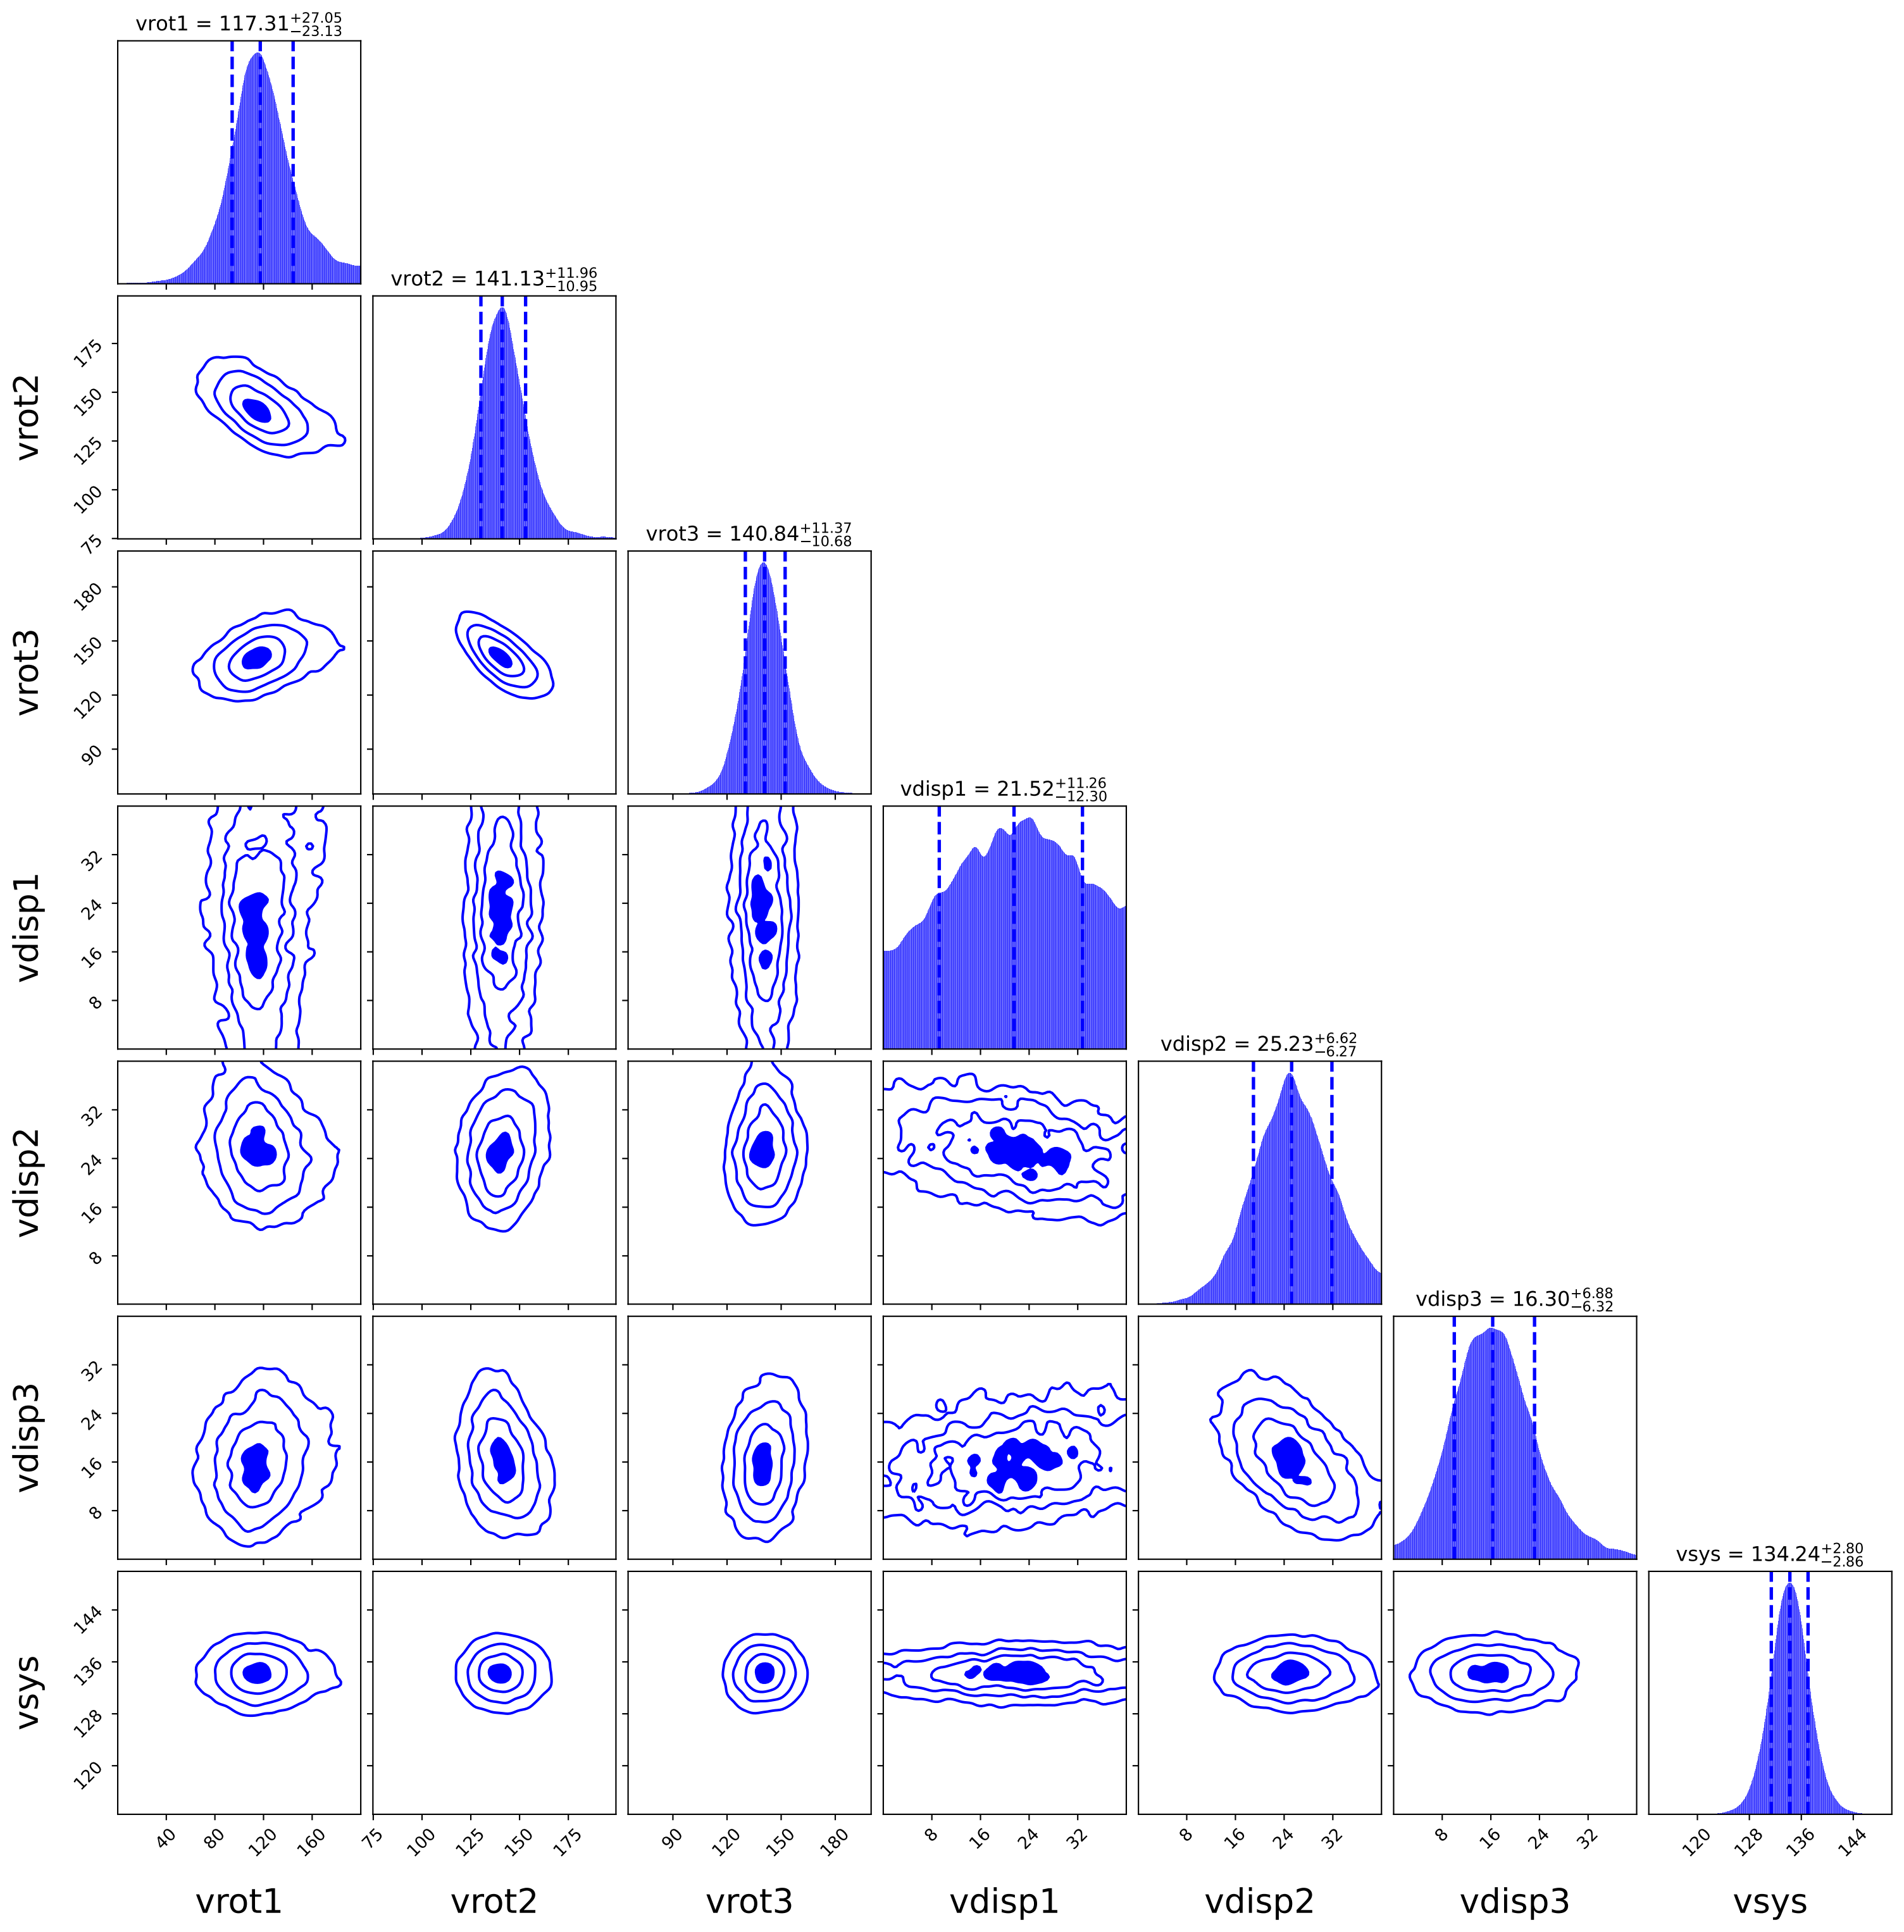 vrot1 = 117.31+27.05 −23.13
vrot2 = 141.13+11.96 −10.95
175
150
125
100
75
vrot2
vrot3 = 140.84+11.37 −10.68
180
150
120
90
vrot3
vdisp1 = 21.52+11.26 −12.30
32
24
16
8
vdisp1
vdisp2 = 25.23+6.62 −6.27
32
24
16
8
vdisp2
vdisp3 = 16.30+6.88 −6.32
32
24
16
8
vdisp3
vsys = 134.24+2.80 −2.86
144
136
128
120
vsys
40 80 120 160 75 100 125 150 175 90 120 150 180 8 16 24 32 8 16 24 32 8 16 24 32 120 128 136 144
vrot1 vrot2 vrot3 vdisp1 vdisp2 vdisp3 vsys